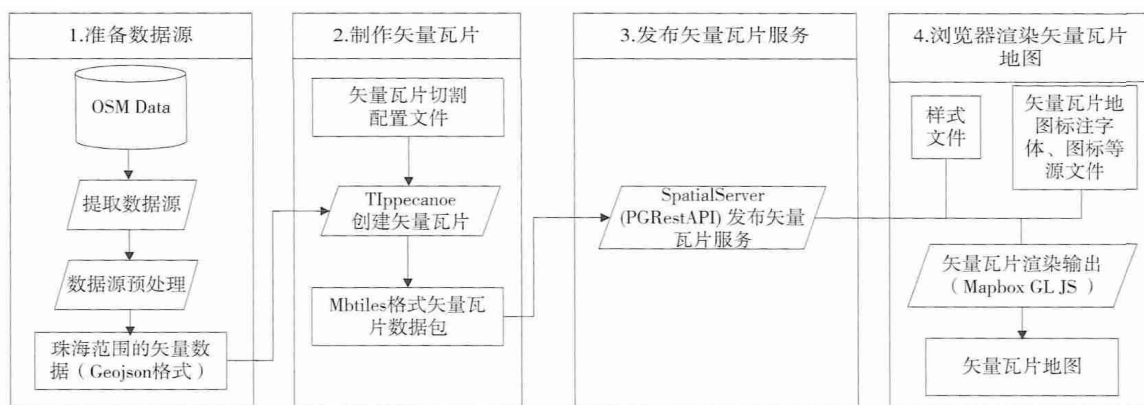 1.准备数据源
OSM Data
提取数据源
数据源预处理
珠海范围的矢量数
据（Geojson格式）
2.制作矢量瓦片
矢量瓦片切割
配置文件
TIppecanoe
创建矢量瓦片
Mbtiles格式矢量瓦
片数据包
3.发布矢量瓦片服务
SpatialServer
(PGRestAPI) 发布矢量
瓦片服务
4.浏览器渲染矢量瓦片
地图
样式
文件
矢量瓦片地
图标注字
体、图标等
源文件
矢量瓦片渲染输出
（Mapbox GL JS ）
矢量瓦片地图